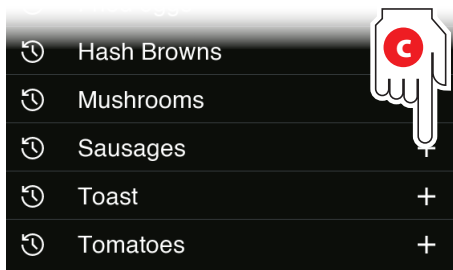 Hash Browns
C
Mushrooms
Sausages +
Toast +
Tomatoes +